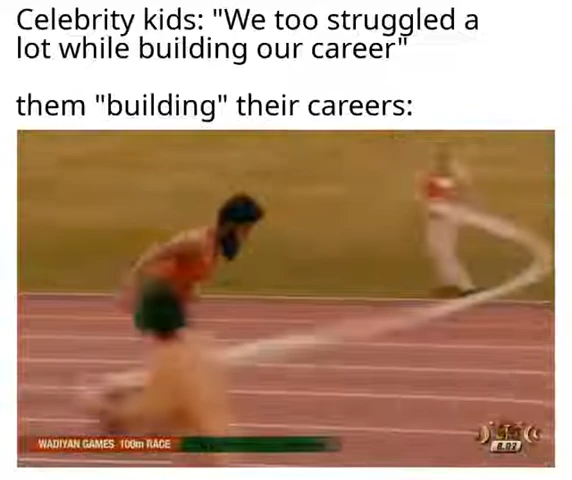 Celebrity kids: "We too struggled a
lot while building our career"
them "building" their careers:
WADIYAN GAMES 100m RACE